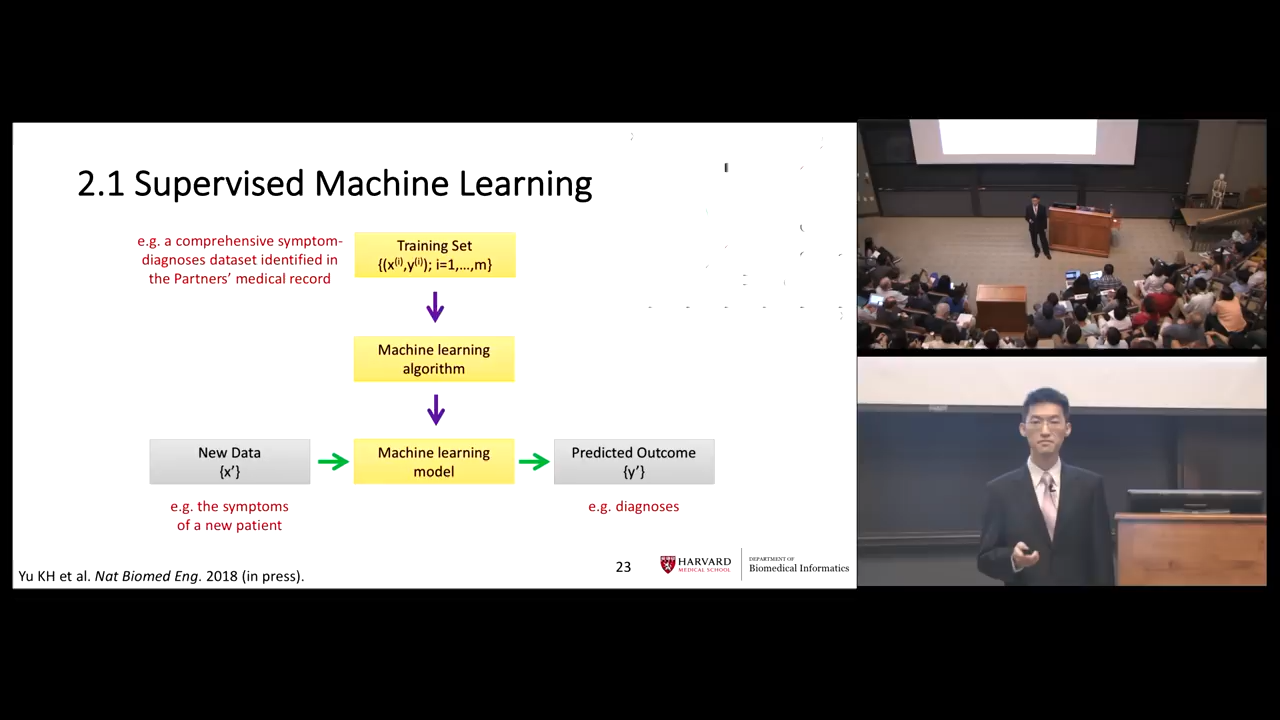 2.1 Supervised Machine Learning
e.g. a comprehensive symptom-
diagnoses dataset identified in
the Partners’ medical record
Training Set
{(x⁽ⁱ⁾,y⁽ⁱ⁾); i=1,…,m}
Machine learning
algorithm
New Data
{x’}
Machine learning
model
Predicted Outcome
{y’}
e.g. the symptoms
of a new patient
e.g. diagnoses
Yu KH et al. Nat Biomed Eng. 2018 (in press).
23
HARVARD
MEDICAL SCHOOL
DEPARTMENT OF
Biomedical Informatics